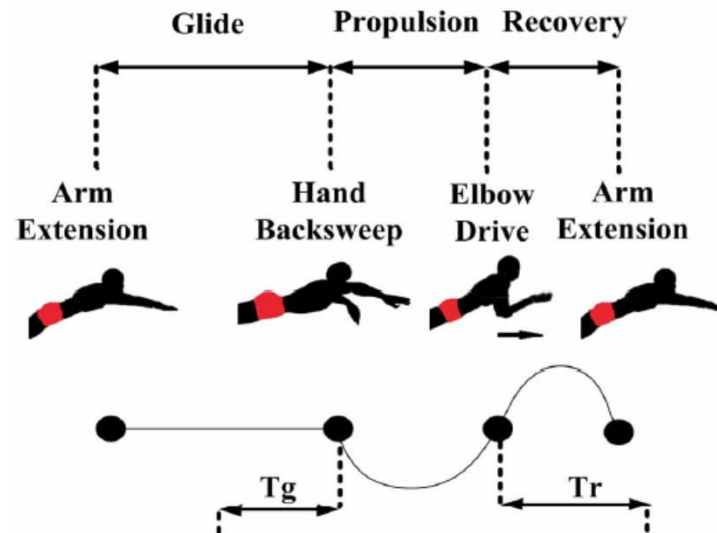 Glide Propulsion Recovery
Arm Hand Elbow Arm
Extension Backsweep Drive Extension
Tg Tr